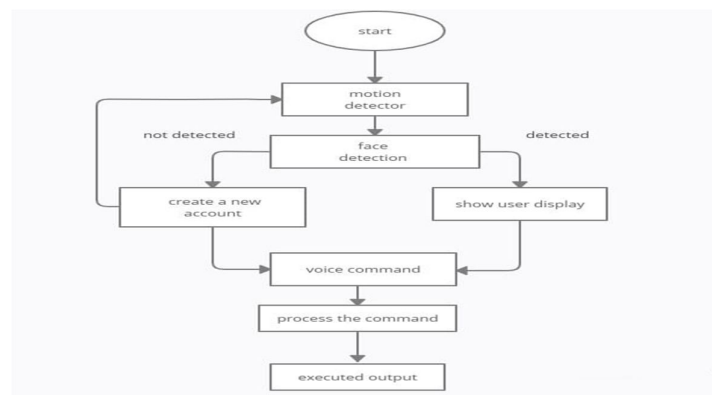 start
motion
detector
not detected
detected
face
detection
create a new
account
show user display
voice command
process the command
executed output